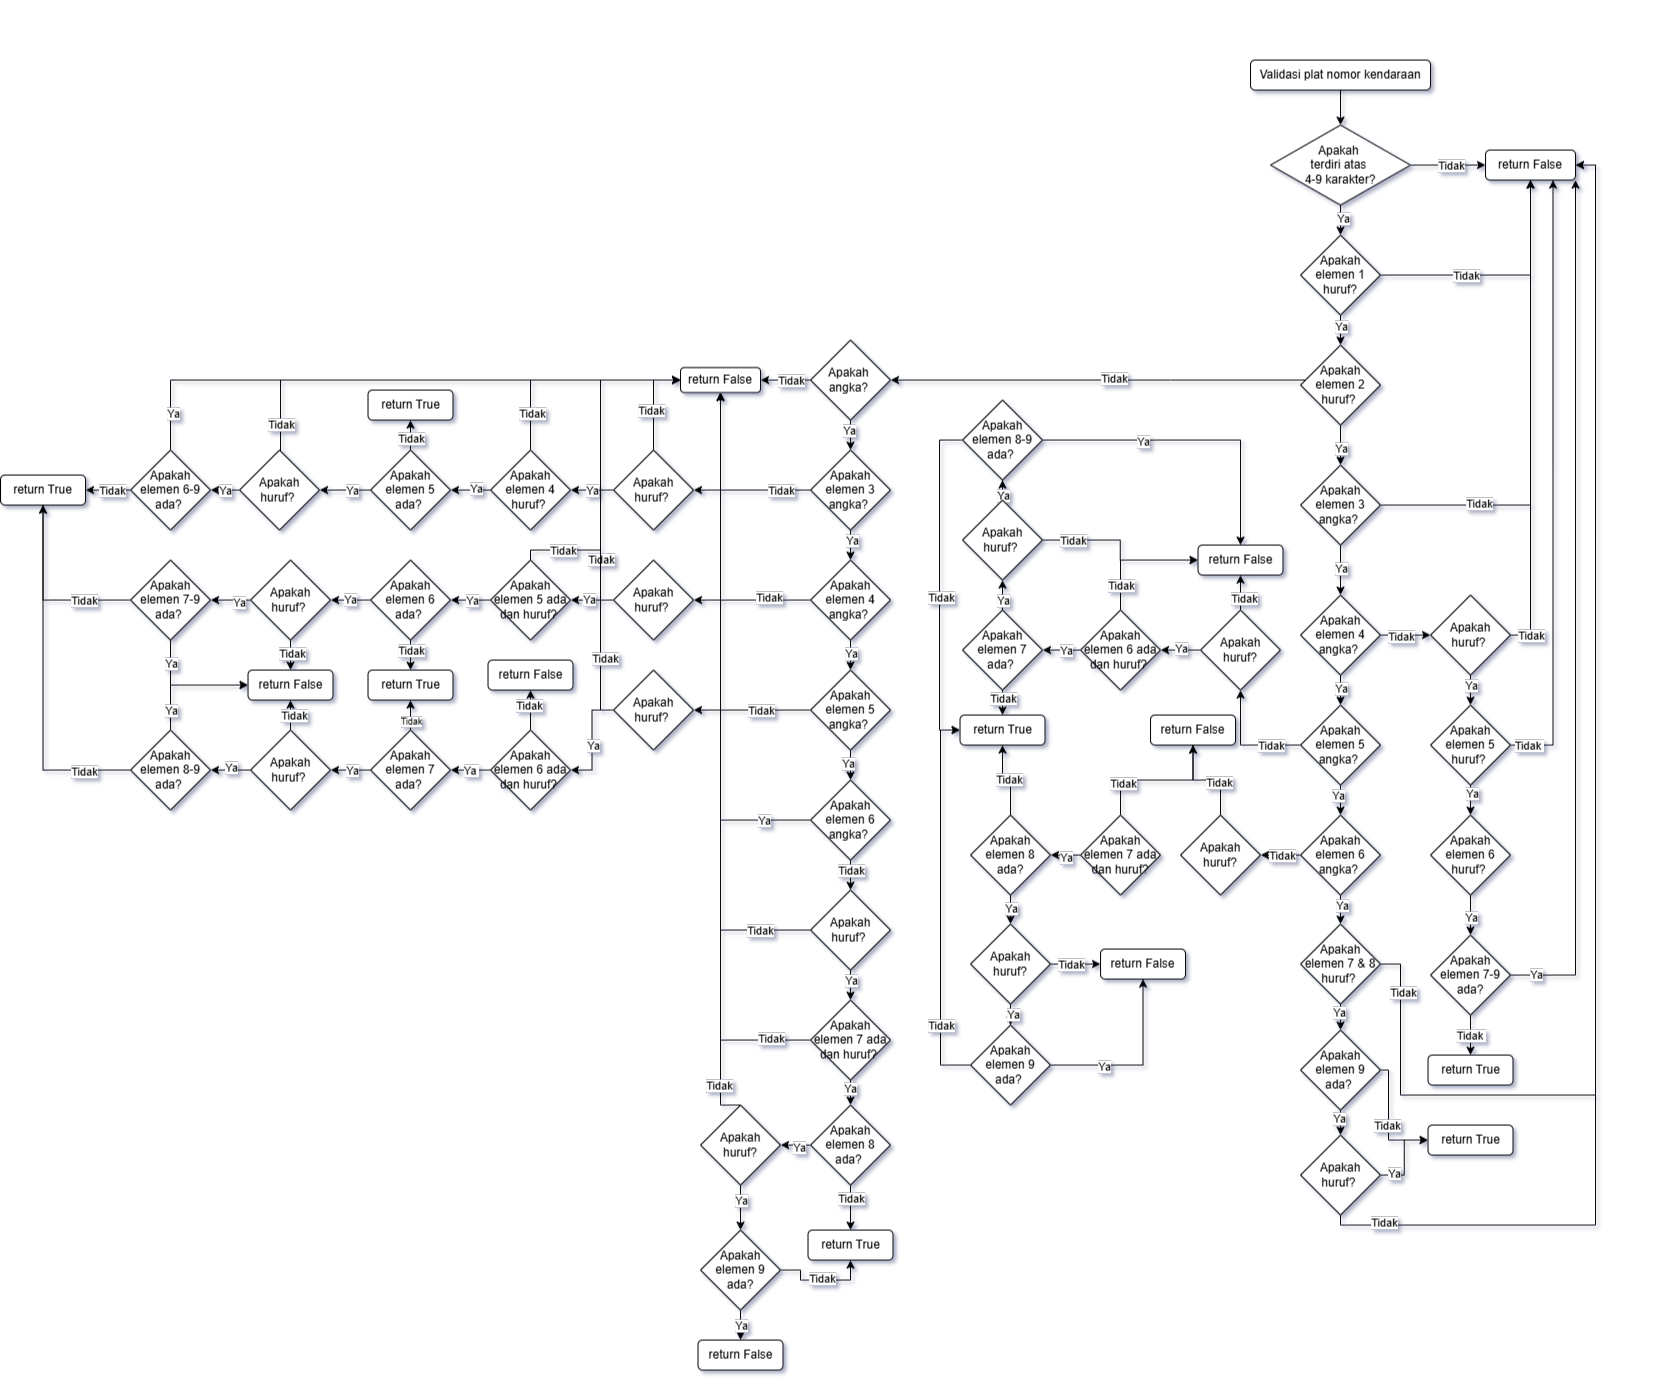 Validasi plat nomor kendaraan
Apakah
terdiri atas
4-9 karakter?
Tidak
return False
Ya
Apakah
elemen 1
huruf?
Tidak
Ya
Apakah
elemen 2
huruf?
Tidak
Ya
Apakah
elemen 3
angka?
Tidak
Ya
Apakah
elemen 4
angka?
Tidak
Apakah
huruf?
Tidak
Ya
Apakah
elemen 5
huruf?
Tidak
Ya
Apakah
elemen 6
huruf?
Ya
Apakah
elemen 7-9
ada?
Ya
Tidak
return True
Ya
Apakah
elemen 5
angka?
Tidak
Ya
Apakah
elemen 6
angka?
Tidak
Ya
Apakah
elemen 7 & 8
huruf?
Tidak
Ya
Apakah
elemen 9
ada?
Tidak
return True
Ya
Apakah
huruf?
Ya
Tidak
Apakah
huruf?
Tidak
return False
Ya
Apakah
elemen 6 ada
dan huruf?
Tidak
Ya
Apakah
elemen 7
ada?
Tidak
return True
Ya
Apakah
huruf?
Tidak
Ya
Apakah
elemen 8-9
ada?
Ya
Tidak
Apakah
huruf?
Tidak
return False
Apakah
elemen 7 ada
dan huruf?
Tidak
Ya
Apakah
elemen 8
ada?
Tidak
Ya
Apakah
huruf?
Tidak
return False
Ya
Apakah
elemen 9
ada?
Ya
Tidak
Apakah
angka?
Tidak
return False
Ya
Apakah
elemen 3
angka?
Tidak
Apakah
huruf?
Tidak
Ya
Apakah
elemen 4
huruf?
Tidak
Ya
Apakah
elemen 5
ada?
Tidak
return True
Ya
Apakah
huruf?
Tidak
Ya
Apakah
elemen 6-9
ada?
Ya
Tidak
return True
Ya
Apakah
elemen 4
angka?
Tidak
Apakah
huruf?
Tidak
Ya
Apakah
elemen 5 ada
dan huruf?
Tidak
Ya
Apakah
elemen 6
ada?
Tidak
return True
Ya
Apakah
huruf?
Tidak
return False
Ya
Apakah
elemen 7-9
ada?
Tidak
Ya
Ya
Apakah
elemen 5
angka?
Tidak
Apakah
huruf?
Tidak
Ya
Apakah
elemen 6 ada
dan huruf?
Tidak
return False
Ya
Apakah
elemen 7
ada?
Tidak
Ya
Apakah
huruf?
Tidak
Ya
Apakah
elemen 8-9
ada?
Tidak
Ya
Ya
Apakah
elemen 6
angka?
Ya
Tidak
Apakah
huruf?
Tidak
Ya
Apakah
elemen 7 ada
dan huruf?
Tidak
Ya
Apakah
elemen 8
ada?
Ya
Tidak
return True
Apakah
huruf?
Tidak
Ya
Apakah
elemen 9
ada?
Tidak
Ya
return False